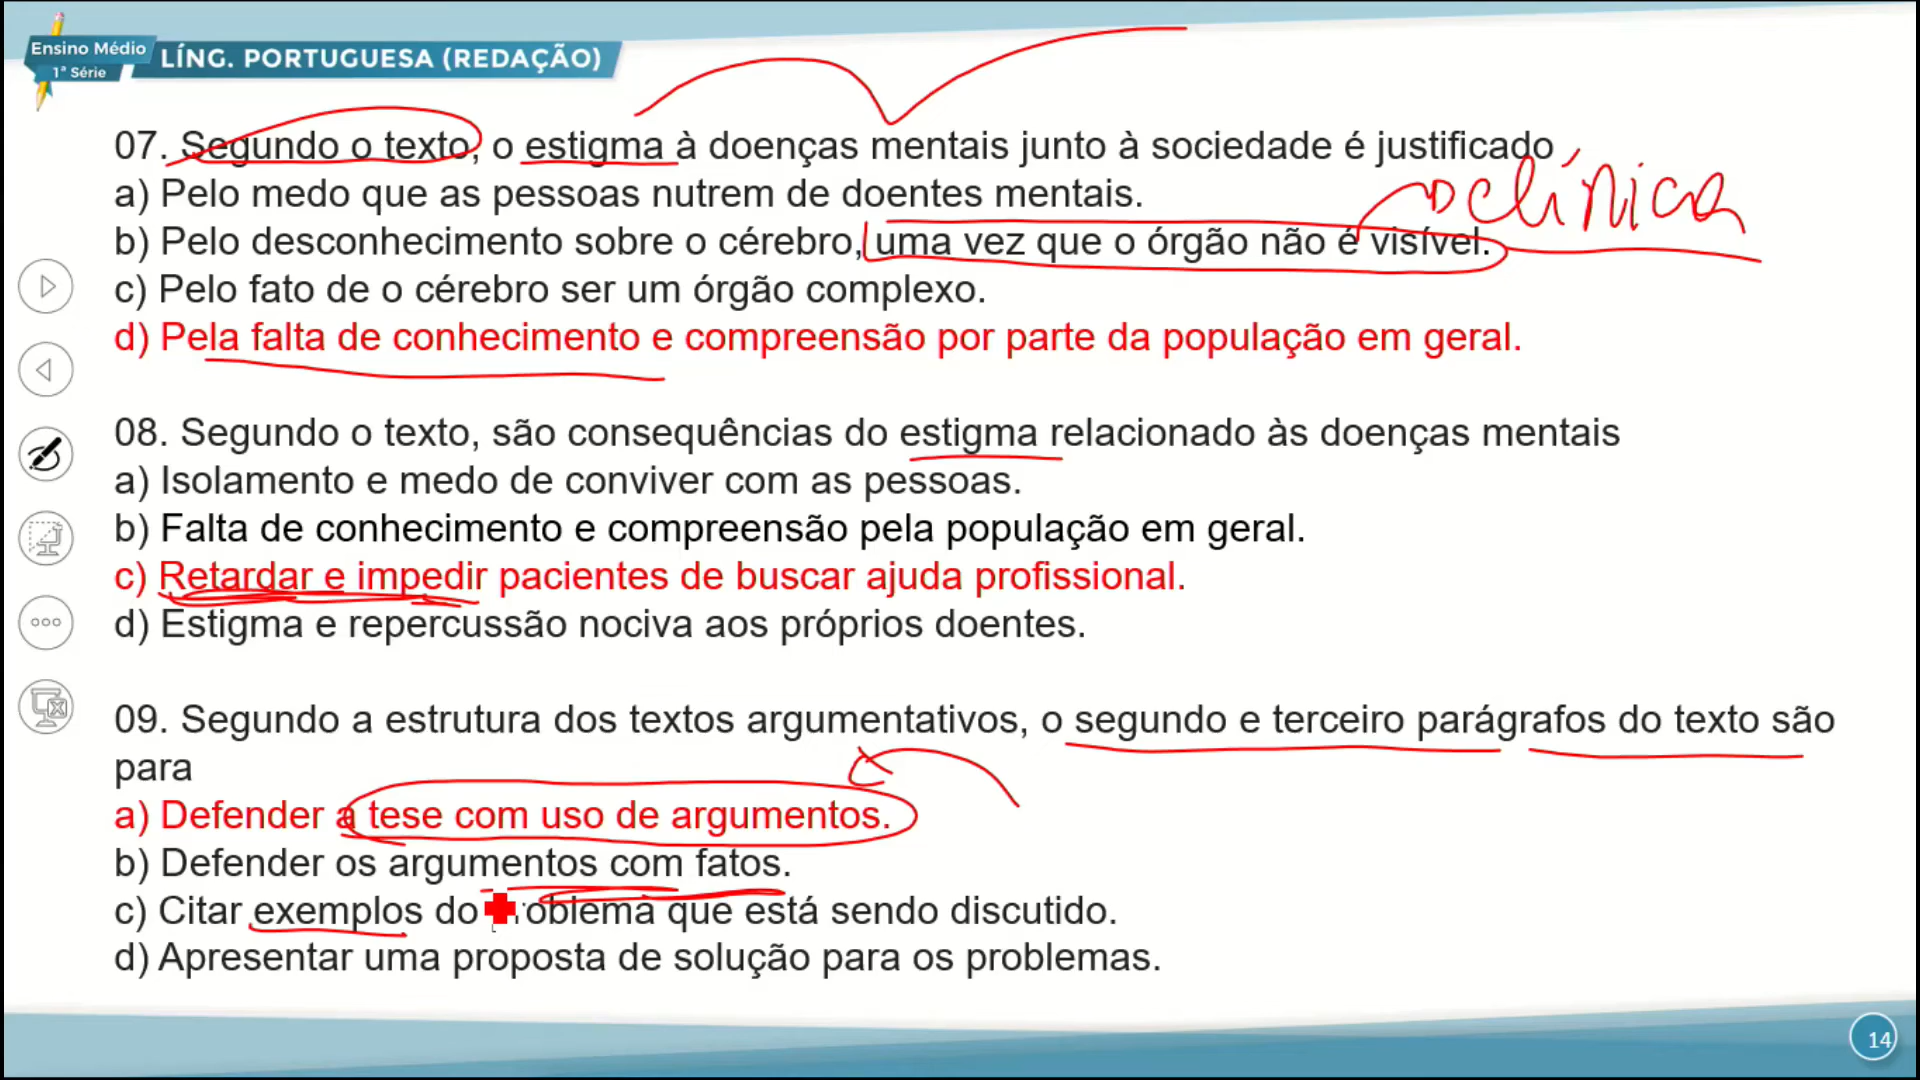 Ensino Médio
1ª Série
LÍNG. PORTUGUESA (REDAÇÃO)
07. Segundo o texto, o estigma à doenças mentais junto à sociedade é justificado
a) Pelo medo que as pessoas nutrem de doentes mentais.
clínica
b) Pelo desconhecimento sobre o cérebro, uma vez que o órgão não é visível.
c) Pelo fato de o cérebro ser um órgão complexo.
d) Pela falta de conhecimento e compreensão por parte da população em geral.
08. Segundo o texto, são consequências do estigma relacionado às doenças mentais
a) Isolamento e medo de conviver com as pessoas.
b) Falta de conhecimento e compreensão pela população em geral.
c) Retardar e impedir pacientes de buscar ajuda profissional.
d) Estigma e repercussão nociva aos próprios doentes.
09. Segundo a estrutura dos textos argumentativos, o segundo e terceiro parágrafos do texto são
para
a) Defender a tese com uso de argumentos.
b) Defender os argumentos com fatos.
c) Citar exemplos do problema que está sendo discutido.
d) Apresentar uma proposta de solução para os problemas.
14